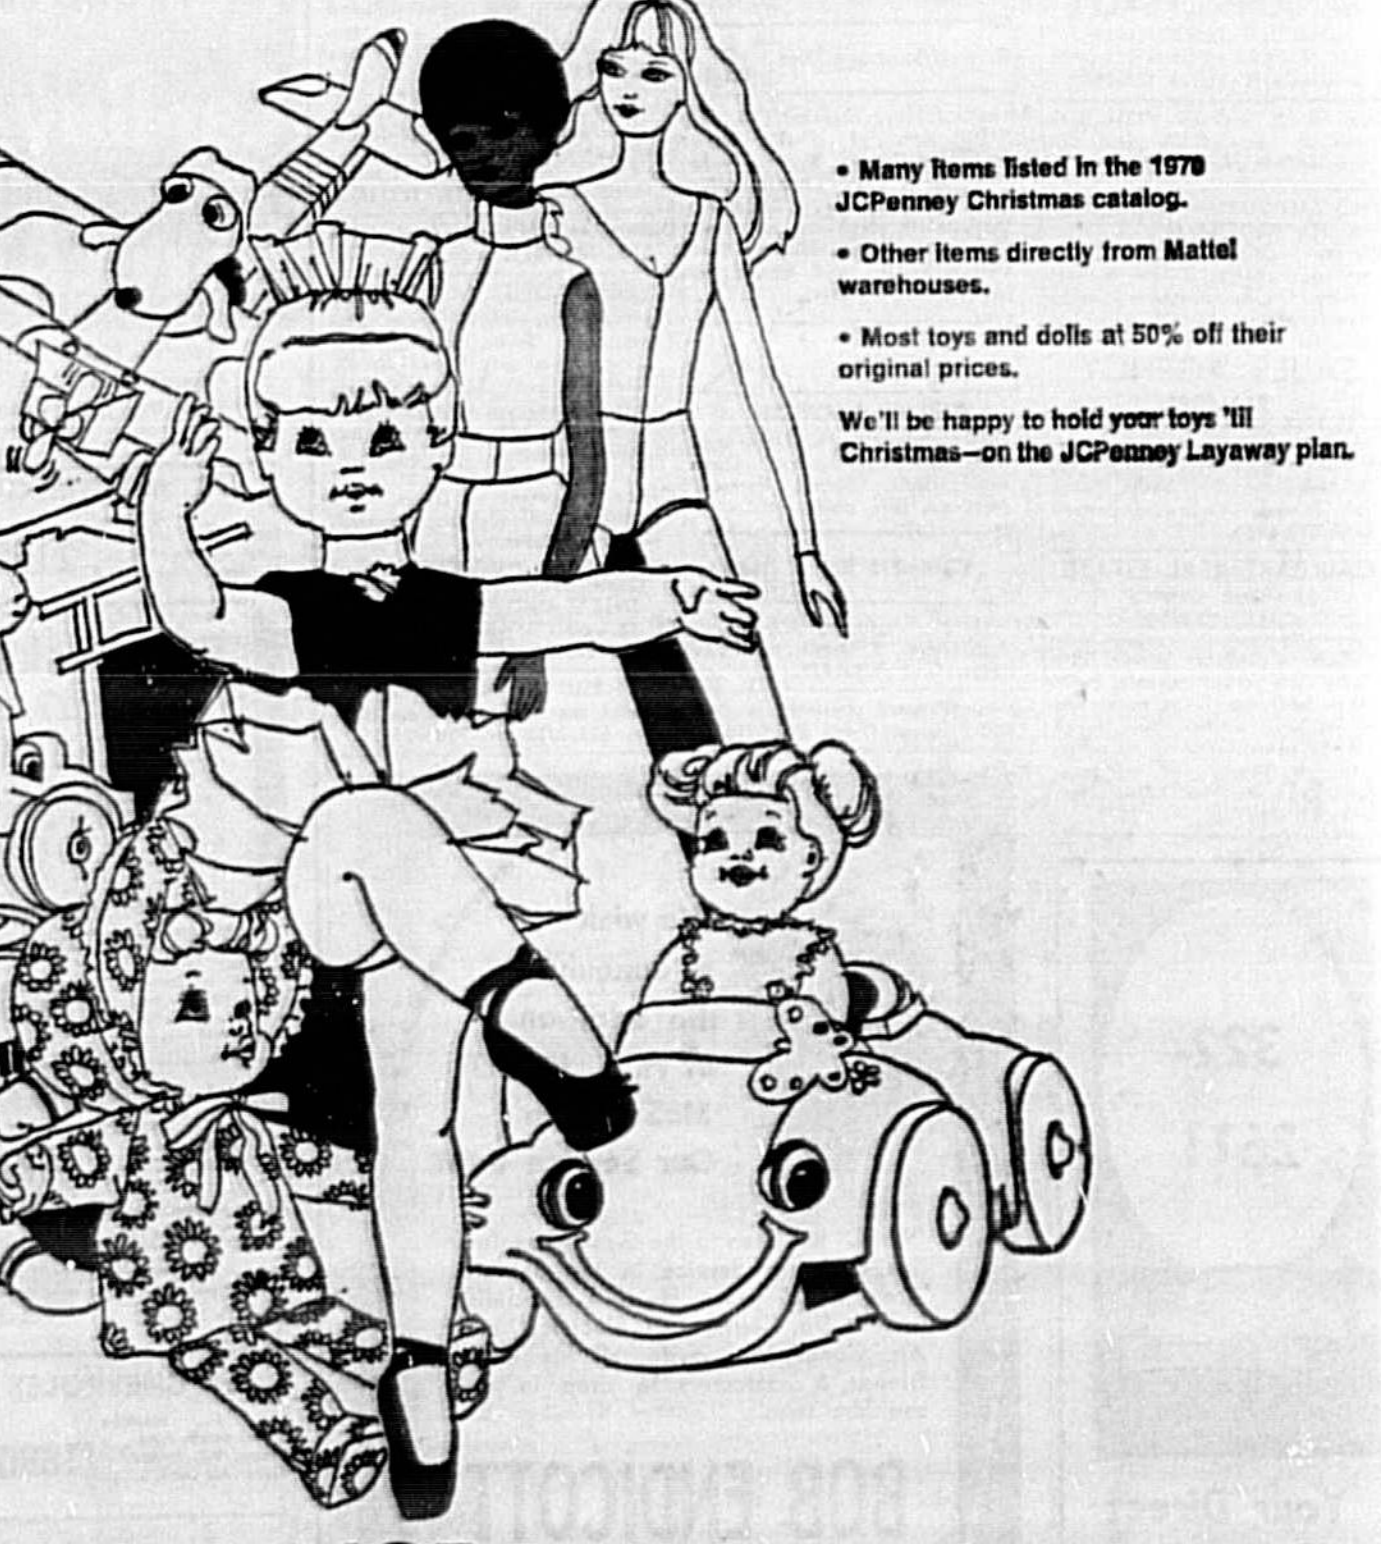 • Many items listed in the 1970
JCPenney Christmas catalog.
• Other items directly from Mattel
warehouses.
• Most toys and dolls at 50% off their
original prices.
We'll be happy to hold your toys 'til
Christmas—on the JCPenney Layaway plan.